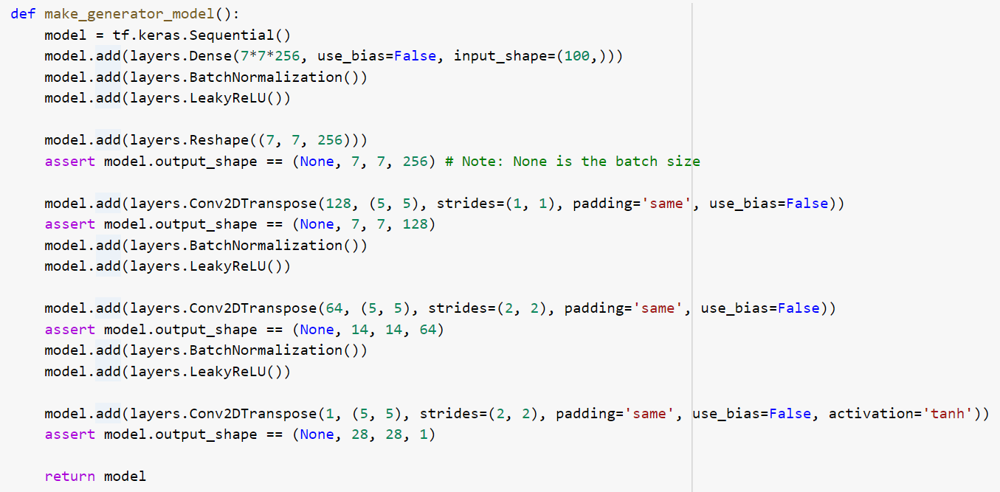 def make_generator_model():
    model = tf.keras.Sequential()
    model.add(layers.Dense(7*7*256, use_bias=False, input_shape=(100,)))
    model.add(layers.BatchNormalization())
    model.add(layers.LeakyReLU())

    model.add(layers.Reshape((7, 7, 256)))
    assert model.output_shape == (None, 7, 7, 256) # Note: None is the batch size

    model.add(layers.Conv2DTranspose(128, (5, 5), strides=(1, 1), padding='same', use_bias=False))
    assert model.output_shape == (None, 7, 7, 128)
    model.add(layers.BatchNormalization())
    model.add(layers.LeakyReLU())

    model.add(layers.Conv2DTranspose(64, (5, 5), strides=(2, 2), padding='same', use_bias=False))
    assert model.output_shape == (None, 14, 14, 64)
    model.add(layers.BatchNormalization())
    model.add(layers.LeakyReLU())

    model.add(layers.Conv2DTranspose(1, (5, 5), strides=(2, 2), padding='same', use_bias=False, activation='tanh'))
    assert model.output_shape == (None, 28, 28, 1)

    return model